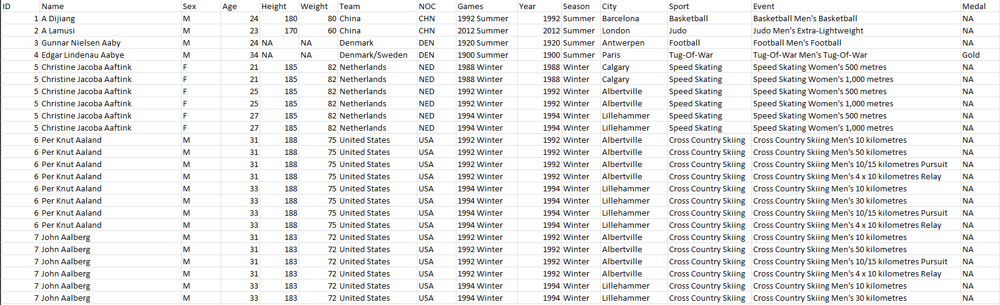 ID Name Sex Age Height Weight Team NOC Games Year Season City Sport Event Medal
1 A Dijiang M 24 180 80 China CHN 1992 Summer 1992 Summer Barcelona Basketball Basketball Men's Basketball NA
2 A Lamusi M 23 170 60 China CHN 2012 Summer 2012 Summer London Judo Judo Men's Extra-Lightweight NA
3 Gunnar Nielsen Aaby M 24 NA NA Denmark DEN 1920 Summer 1920 Summer Antwerpen Football Football Men's Football NA
4 Edgar Lindenau Aabye M 34 NA NA Denmark/Sweden DEN 1900 Summer 1900 Summer Paris Tug-Of-War Tug-Of-War Men's Tug-Of-War Gold
5 Christine Jacoba Aaftink F 21 185 82 Netherlands NED 1988 Winter 1988 Winter Calgary Speed Skating Speed Skating Women's 500 metres NA
5 Christine Jacoba Aaftink F 21 185 82 Netherlands NED 1988 Winter 1988 Winter Calgary Speed Skating Speed Skating Women's 1,000 metres NA
5 Christine Jacoba Aaftink F 25 185 82 Netherlands NED 1992 Winter 1992 Winter Albertville Speed Skating Speed Skating Women's 500 metres NA
5 Christine Jacoba Aaftink F 25 185 82 Netherlands NED 1992 Winter 1992 Winter Albertville Speed Skating Speed Skating Women's 1,000 metres NA
5 Christine Jacoba Aaftink F 27 185 82 Netherlands NED 1994 Winter 1994 Winter Lillehammer Speed Skating Speed Skating Women's 500 metres NA
5 Christine Jacoba Aaftink F 27 185 82 Netherlands NED 1994 Winter 1994 Winter Lillehammer Speed Skating Speed Skating Women's 1,000 metres NA
6 Per Knut Aaland M 31 188 75 United States USA 1992 Winter 1992 Winter Albertville Cross Country Skiing Cross Country Skiing Men's 10 kilometres NA
6 Per Knut Aaland M 31 188 75 United States USA 1992 Winter 1992 Winter Albertville Cross Country Skiing Cross Country Skiing Men's 50 kilometres NA
6 Per Knut Aaland M 31 188 75 United States USA 1992 Winter 1992 Winter Albertville Cross Country Skiing Cross Country Skiing Men's 10/15 kilometres Pursuit NA
6 Per Knut Aaland M 31 188 75 United States USA 1992 Winter 1992 Winter Albertville Cross Country Skiing Cross Country Skiing Men's 4 x 10 kilometres Relay NA
6 Per Knut Aaland M 33 188 75 United States USA 1994 Winter 1994 Winter Lillehammer Cross Country Skiing Cross Country Skiing Men's 10 kilometres NA
6 Per Knut Aaland M 33 188 75 United States USA 1994 Winter 1994 Winter Lillehammer Cross Country Skiing Cross Country Skiing Men's 30 kilometres NA
6 Per Knut Aaland M 33 188 75 United States USA 1994 Winter 1994 Winter Lillehammer Cross Country Skiing Cross Country Skiing Men's 10/15 kilometres Pursuit NA
6 Per Knut Aaland M 33 188 75 United States USA 1994 Winter 1994 Winter Lillehammer Cross Country Skiing Cross Country Skiing Men's 4 x 10 kilometres Relay NA
7 John Aalberg M 31 183 72 United States USA 1992 Winter 1992 Winter Albertville Cross Country Skiing Cross Country Skiing Men's 10 kilometres NA
7 John Aalberg M 31 183 72 United States USA 1992 Winter 1992 Winter Albertville Cross Country Skiing Cross Country Skiing Men's 50 kilometres NA
7 John Aalberg M 31 183 72 United States USA 1992 Winter 1992 Winter Albertville Cross Country Skiing Cross Country Skiing Men's 10/15 kilometres Pursuit NA
7 John Aalberg M 31 183 72 United States USA 1992 Winter 1992 Winter Albertville Cross Country Skiing Cross Country Skiing Men's 4 x 10 kilometres Relay NA
7 John Aalberg M 33 183 72 United States USA 1994 Winter 1994 Winter Lillehammer Cross Country Skiing Cross Country Skiing Men's 10 kilometres NA
7 John Aalberg M 33 183 72 United States USA 1994 Winter 1994 Winter Lillehammer Cross Country Skiing Cross Country Skiing Men's 30 kilometres NA